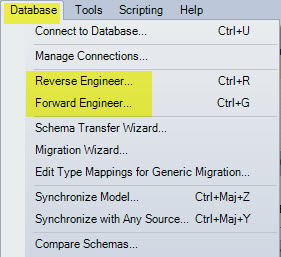 Database Tools Scripting Help
Connect to Database... Ctrl+U
Manage Connections...
Reverse Engineer... Ctrl+R
Forward Engineer... Ctrl+G
Schema Transfer Wizard...
Migration Wizard...
Edit Type Mappings for Generic Migration...
Synchronize Model... Ctrl+Maj+Z
Synchronize with Any Source... Ctrl+Maj+Y
Compare Schemas...